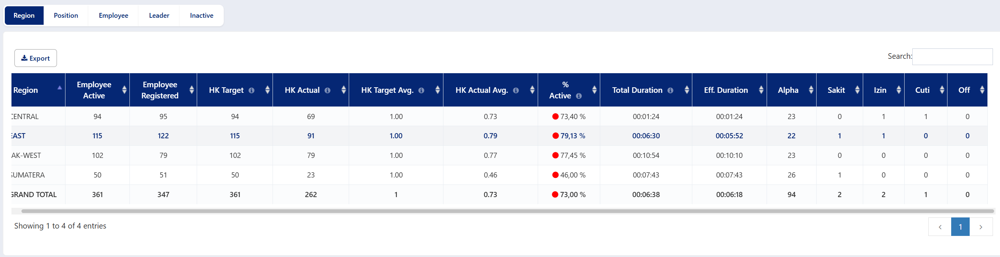 Region Position Employee Leader Inactive
Export
Search:
Region Employee Active Employee Registered HK Target HK Actual HK Target Avg. HK Actual Avg. % Active Total Duration Eff. Duration Alpha Sakit Izin Cuti Off
CENTRAL 94 95 94 69 1.00 0.73 73,40 % 00:01:24 00:01:24 23 0 1 1 0
EAST 115 122 115 91 1.00 0.79 79,13 % 00:06:30 00:05:52 22 1 1 0 0
AK-WEST 102 79 102 79 1.00 0.77 77,45 % 00:10:54 00:10:10 23 0 0 0 0
SUMATERA 50 51 50 23 1.00 0.46 46,00 % 00:07:43 00:07:43 26 1 0 0 0
GRAND TOTAL 361 347 361 262 1 0.73 73,00 % 00:06:38 00:06:18 94 2 2 1 0
Showing 1 to 4 of 4 entries
1